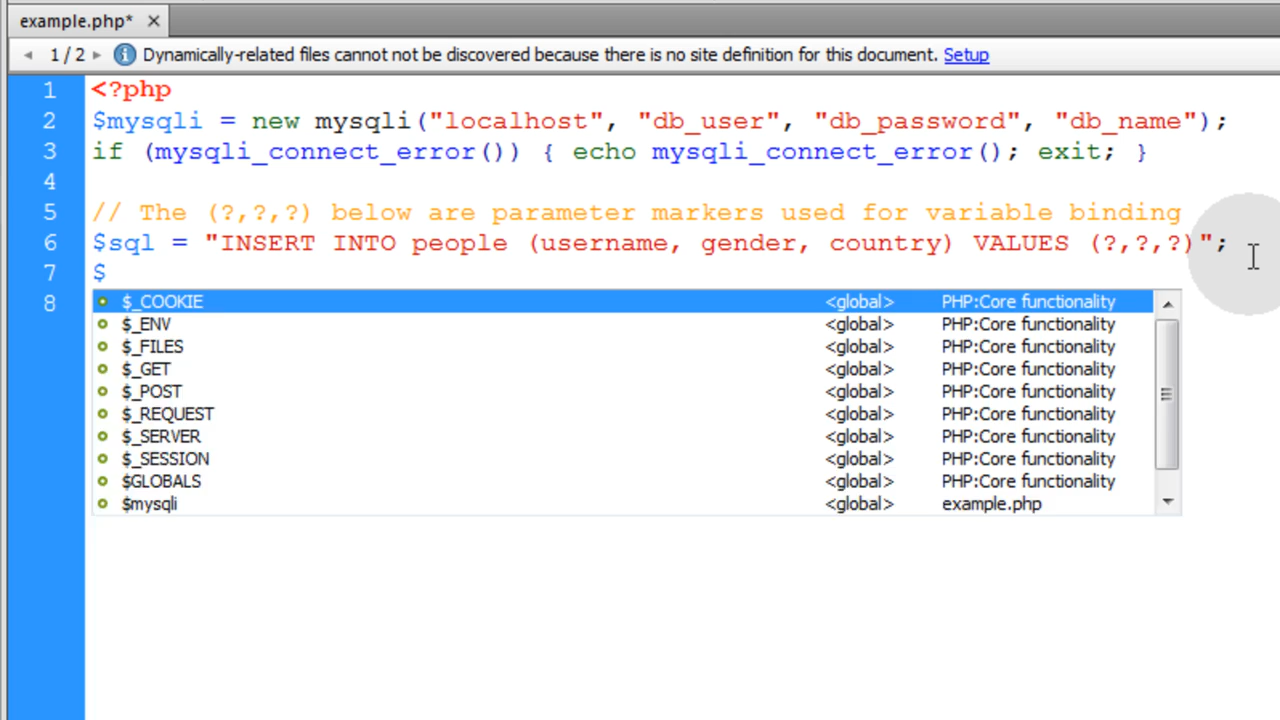 example.php* ×
1 / 2 Dynamically-related files cannot not be discovered because there is no site definition for this document. Setup
1 <?php
2 $mysqli = new mysqli("localhost", "db_user", "db_password", "db_name");
3 if (mysqli_connect_error()) { echo mysqli_connect_error(); exit; }
4
5 // The (?,?,?) below are parameter markers used for variable binding
6 $sql = "INSERT INTO people (username, gender, country) VALUES (?,?,?)";
7 $
8 $_COOKIE <global> PHP:Core functionality
$_ENV <global> PHP:Core functionality
$_FILES <global> PHP:Core functionality
$_GET <global> PHP:Core functionality
$_POST <global> PHP:Core functionality
$_REQUEST <global> PHP:Core functionality
$_SERVER <global> PHP:Core functionality
$_SESSION <global> PHP:Core functionality
$GLOBALS <global> PHP:Core functionality
$mysqli <global> example.php